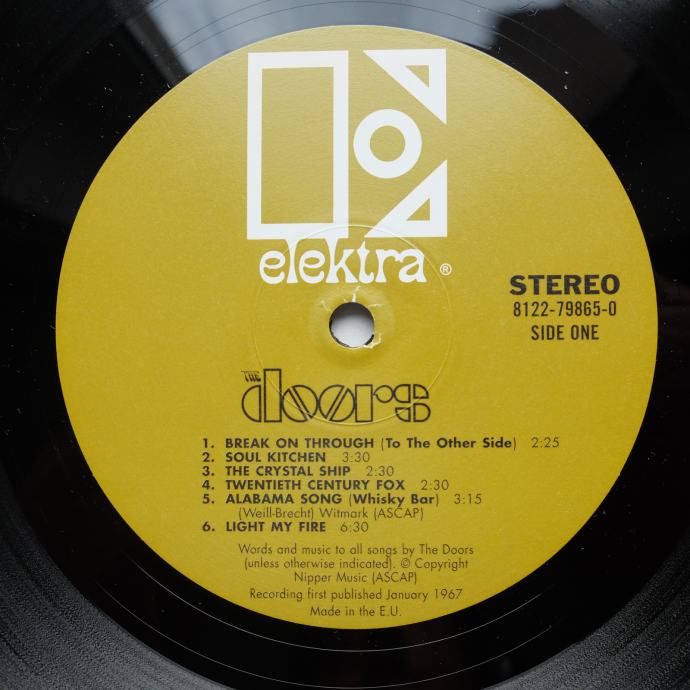 elektra ®
STEREO
8122-79865-0
SIDE ONE
THE
doors
1. BREAK ON THROUGH (To The Other Side) 2:25
2. SOUL KITCHEN 3:30
3. THE CRYSTAL SHIP 2:30
4. TWENTIETH CENTURY FOX 2:30
5. ALABAMA SONG (Whisky Bar) 3:15
(Weill-Brecht) Witmark (ASCAP)
6. LIGHT MY FIRE 6:30
Words and music to all songs by The Doors
(unless otherwise indicated). © Copyright
Nipper Music (ASCAP)
Recording first published January 1967
Made in the E.U.